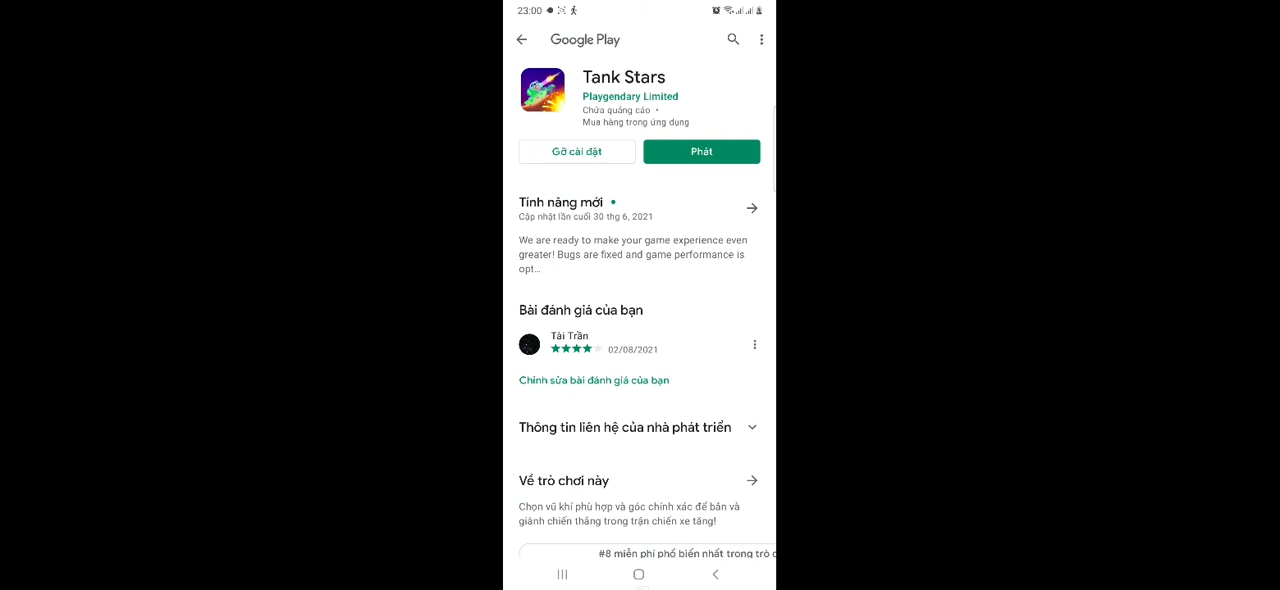 23:00
Google Play
Tank Stars
Playgendary Limited
Chứa quảng cáo •
Mua hàng trong ứng dụng
Gỡ cài đặt
Phát
Tính năng mới •
Cập nhật lần cuối 30 thg 6, 2021
We are ready to make your game experience even
greater! Bugs are fixed and game performance is
opt...
Bài đánh giá của bạn
Tài Trần
02/08/2021
Chỉnh sửa bài đánh giá của bạn
Thông tin liên hệ của nhà phát triển
Về trò chơi này
Chọn vũ khí phù hợp và góc chính xác để bắn và
giành chiến thắng trong trận chiến xe tăng!
#8 miễn phí phổ biến nhất trong trò c